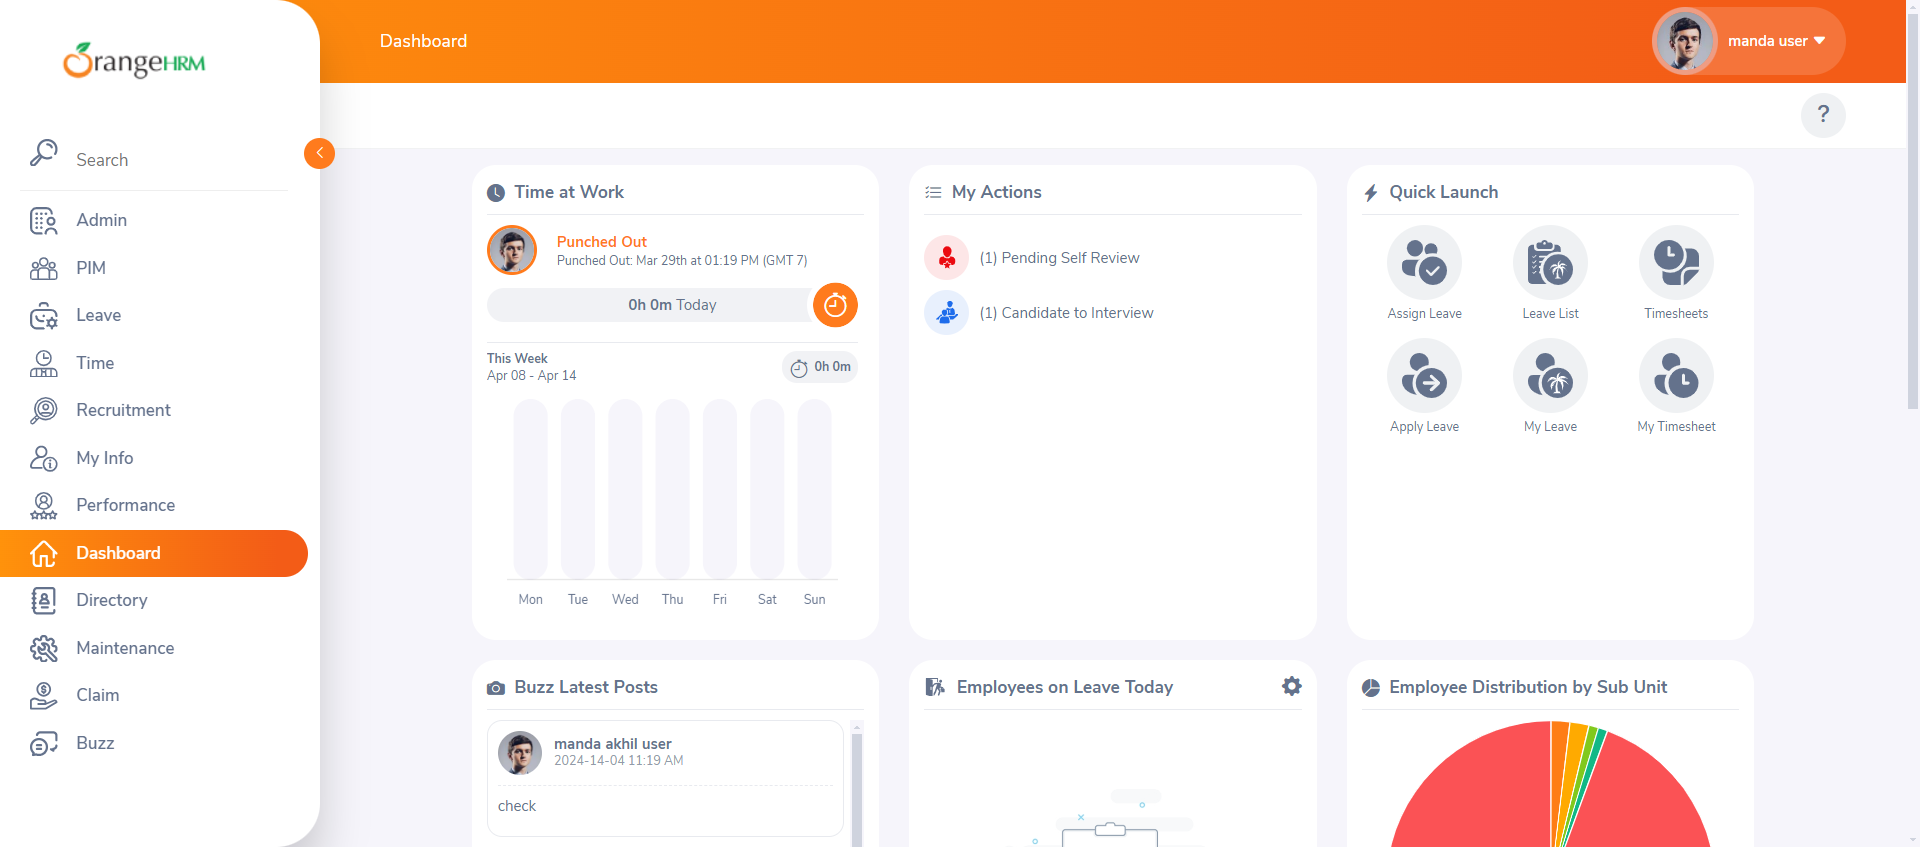 OrangeHRM
Dashboard
manda user
?
Search
Admin
PIM
Leave
Time
Recruitment
My Info
Performance
Dashboard
Directory
Maintenance
Claim
Buzz
Time at Work
Punched Out
Punched Out: Mar 29th at 01:19 PM (GMT 7)
0h 0m Today
This Week
Apr 08 - Apr 14
0h 0m
Mon Tue Wed Thu Fri Sat Sun
My Actions
(1) Pending Self Review
(1) Candidate to Interview
Quick Launch
Assign Leave
Leave List
Timesheets
Apply Leave
My Leave
My Timesheet
Buzz Latest Posts
manda akhil user
2024-14-04 11:19 AM
check
Employees on Leave Today
Employee Distribution by Sub Unit